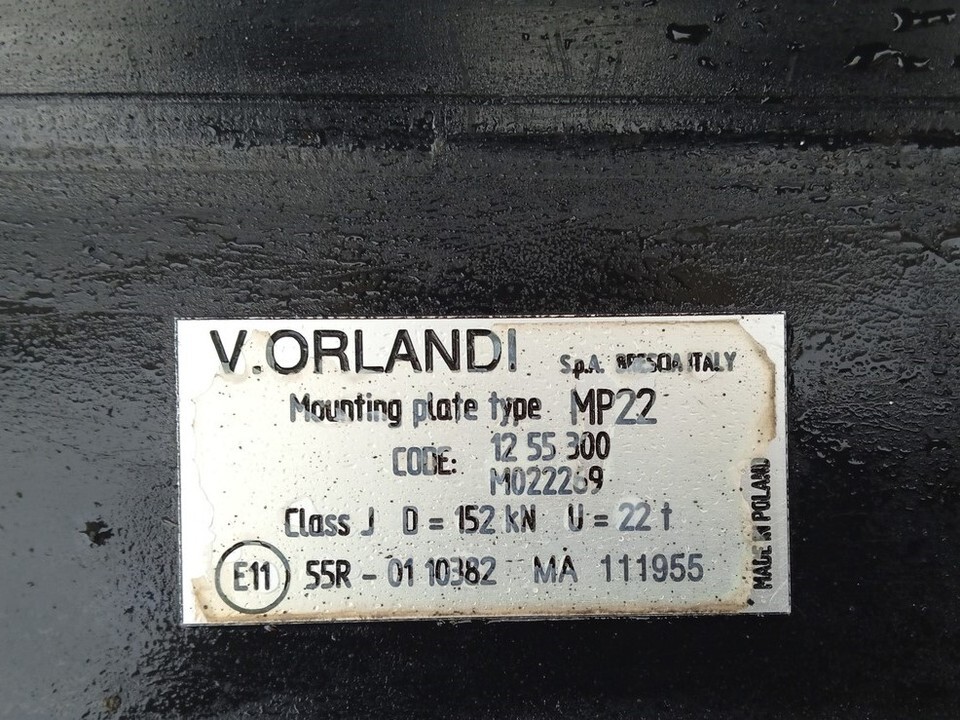 V.ORLANDI S.p.A. BRESCIA ITALY
Mounting plate type MP22
CODE: 12 55 300
M022269
Class J D = 152 kN U = 22 t
E11 55R - 01 10382 MA 111955
MADE IN POLAND